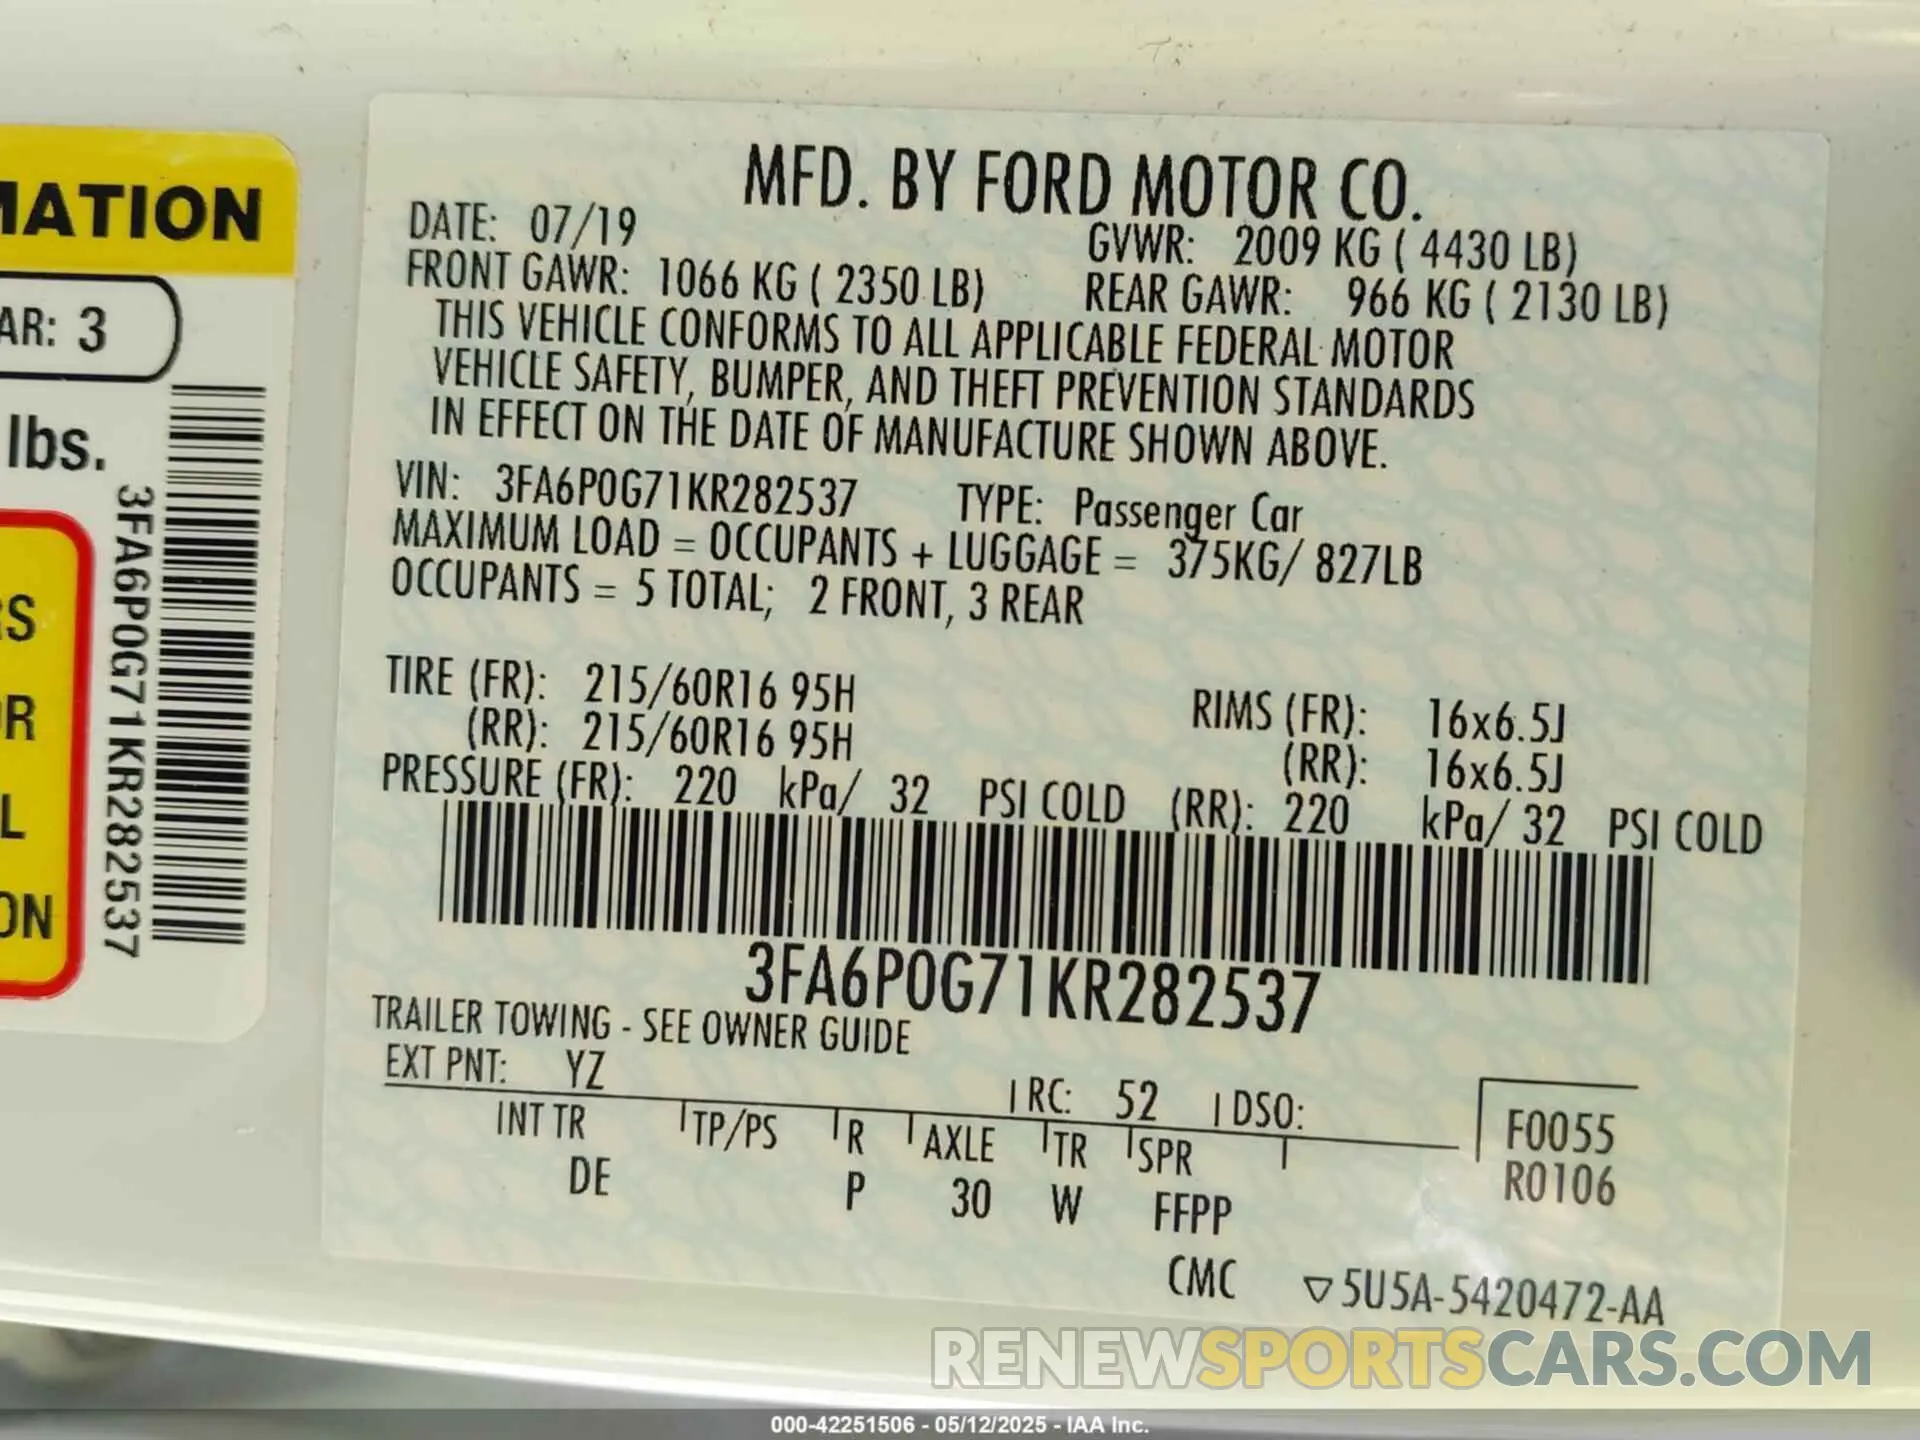 MATION
AR: 3
lbs.
3FA6P0G71KR282537
RS
OR
L
ON
MFD. BY FORD MOTOR CO.
DATE: 07/19 GVWR: 2009 KG ( 4430 LB)
FRONT GAWR: 1066 KG ( 2350 LB) REAR GAWR: 966 KG ( 2130 LB)
THIS VEHICLE CONFORMS TO ALL APPLICABLE FEDERAL MOTOR
VEHICLE SAFETY, BUMPER, AND THEFT PREVENTION STANDARDS
IN EFFECT ON THE DATE OF MANUFACTURE SHOWN ABOVE.
VIN: 3FA6P0G71KR282537 TYPE: Passenger Car
MAXIMUM LOAD = OCCUPANTS + LUGGAGE = 375KG/ 827LB
OCCUPANTS = 5 TOTAL; 2 FRONT, 3 REAR
TIRE (FR): 215/60R16 95H RIMS (FR): 16x6.5J
(RR): 215/60R16 95H (RR): 16x6.5J
PRESSURE (FR): 220 kPa/ 32 PSI COLD (RR): 220 kPa/ 32 PSI COLD
3FA6P0G71KR282537
TRAILER TOWING - SEE OWNER GUIDE
EXT PNT: YZ RC: 52 DSO:
INT TR TP/PS R AXLE TR SPR F0055
DE P 30 W FFPP R0106
CMC ▽5U5A-5420472-AA
RENEWSPORTSCARS.COM
000-42251506 - 05/12/2025 - IAA Inc.